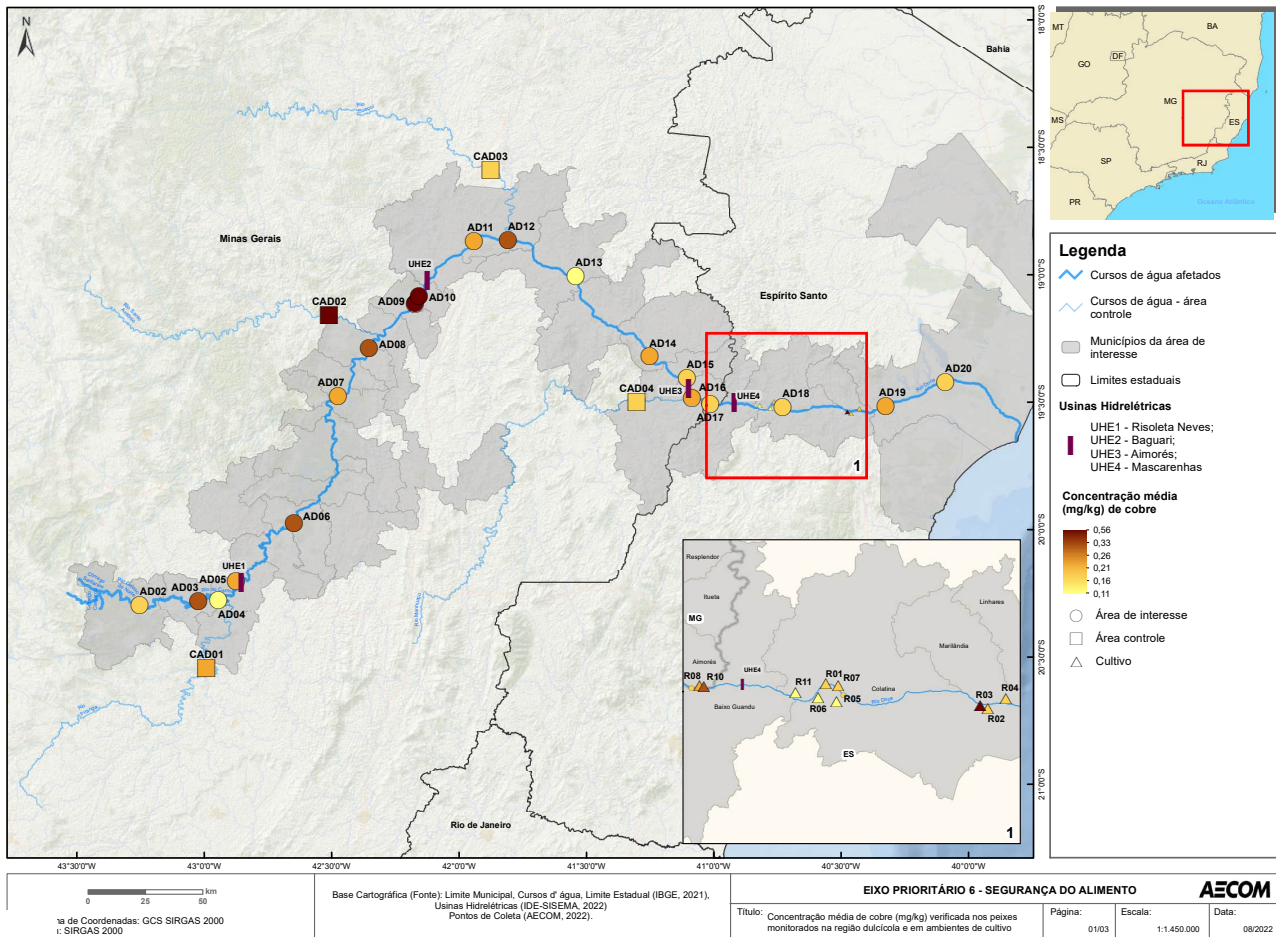 N
Bahia
Minas Gerais
Espírito Santo
Rio de Janeiro
CAD03
AD11
AD12
AD13
UHE2
AD10
AD09
CAD02
AD08
AD07
AD14
AD15
CAD04
UHE3
AD16
AD17
UHE4
AD18
AD19
AD20
Rio Doce
1
AD06
UHE1
AD05
AD03
AD02
AD04
CAD01
Rio Manhuaçu
Resplendor
Itueta
MG
Aimorés
UHE4
R08
R10
Baixo Guandu
R11
R01
R07
R06
R05
Colatina
Rio Doce
Marilândia
Linhares
R03
R04
R02
ES
1
43°30'0"W
43°0'0"W
42°30'0"W
42°0'0"W
41°30'0"W
41°0'0"W
40°30'0"W
40°0'0"W
18°0'0"S
18°30'0"S
19°0'0"S
19°30'0"S
20°0'0"S
20°30'0"S
21°0'0"S
MT
BA
DF
GO
MG
ES
MS
SP
RJ
PR
Oceano Atlântico
Legenda
Cursos de água afetados
Cursos de água - área
controle
Municípios da área de
interesse
Limites estaduais
Usinas Hidrelétricas
UHE1 - Risoleta Neves;
UHE2 - Baguari;
UHE3 - Aimorés;
UHE4 - Mascarenhas
Concentração média
(mg/kg) de cobre
0,56
0,33
0,26
0,21
0,16
0,11
Área de interesse
Área controle
Cultivo
km
0 25 50
na de Coordenadas: GCS SIRGAS 2000
: SIRGAS 2000
Base Cartográfica (Fonte): Limite Municipal, Cursos d' água, Limite Estadual (IBGE, 2021),
Usinas Hidrelétricas (IDE-SISEMA, 2022)
Pontos de Coleta (AECOM, 2022).
EIXO PRIORITÁRIO 6 - SEGURANÇA DO ALIMENTO
AECOM
Título: Concentração média de cobre (mg/kg) verificada nos peixes
monitorados na região dulcícola e em ambientes de cultivo
Página:
01/03
Escala:
1:1.450.000
Data:
08/2022